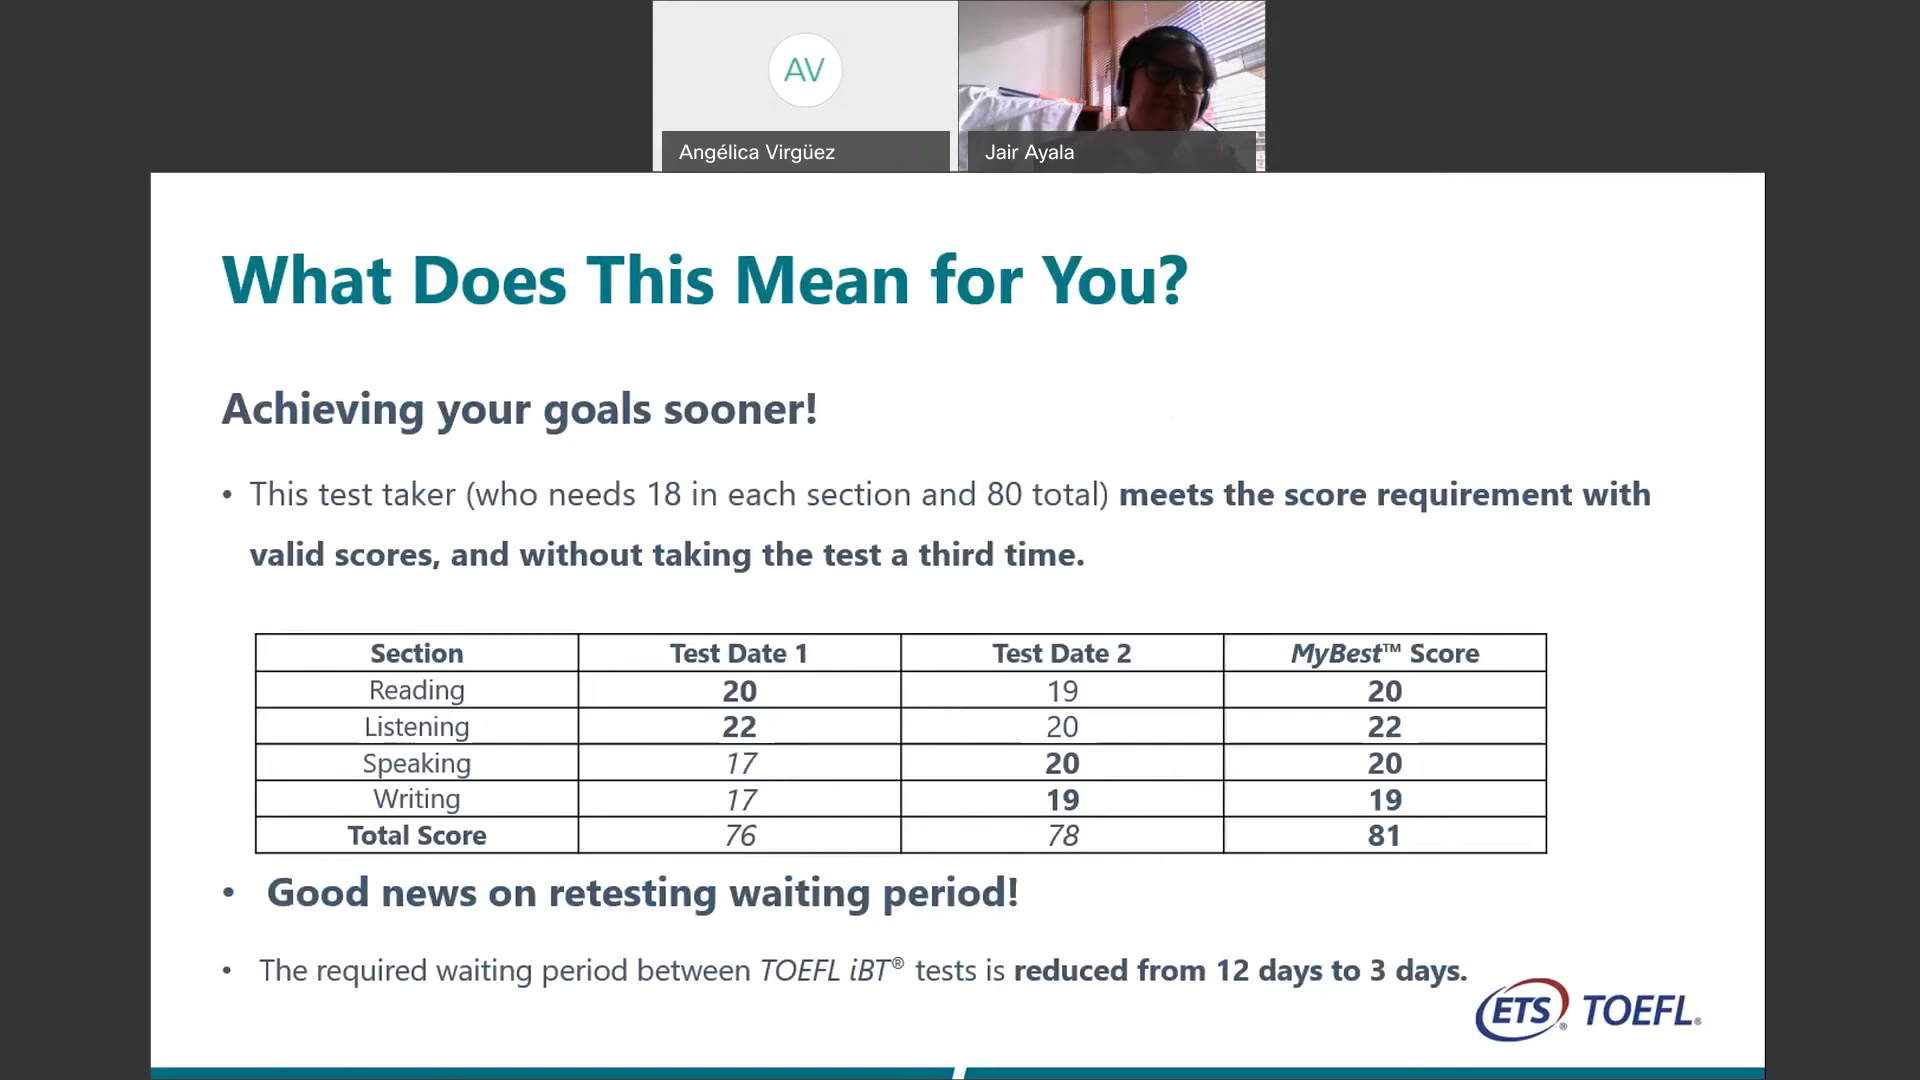 AV
Angélica Virgüez
Jair Ayala
What Does This Mean for You?
Achieving your goals sooner!
• This test taker (who needs 18 in each section and 80 total) meets the score requirement with
valid scores, and without taking the test a third time.
Section Test Date 1 Test Date 2 MyBest™ Score
Reading 20 19 20
Listening 22 20 22
Speaking 17 20 20
Writing 17 19 19
Total Score 76 78 81
• Good news on retesting waiting period!
• The required waiting period between TOEFL iBT® tests is reduced from 12 days to 3 days.
ETS® TOEFL®